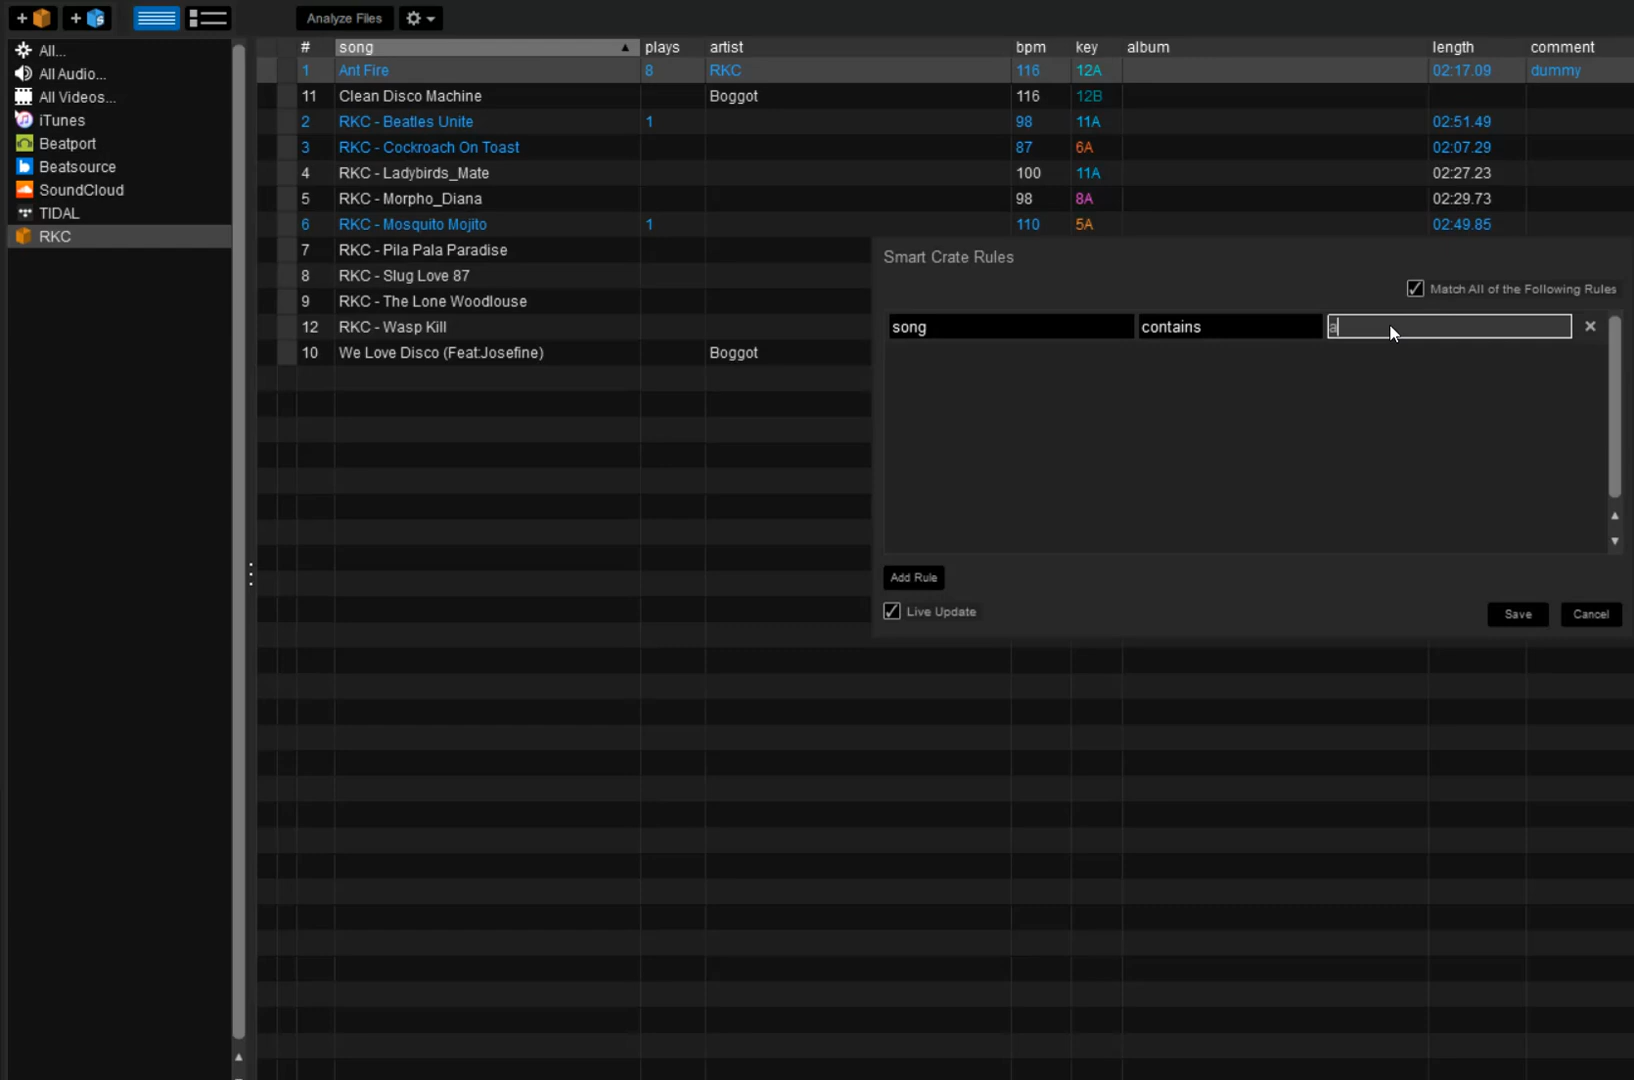 + +S Analyze Files
All...
All Audio...
All Videos...
iTunes
Beatport
Beatsource
SoundCloud
TIDAL
RKC
# song plays artist bpm key album length comment
1 Ant Fire 8 RKC 116 12A 02:17.09 dummy
11 Clean Disco Machine Boggot 116 12B
2 RKC - Beatles Unite 1 98 11A 02:51.49
3 RKC - Cockroach On Toast 87 6A 02:07.29
4 RKC - Ladybirds_Mate 100 11A 02:27.23
5 RKC - Morpho_Diana 98 8A 02:29.73
6 RKC - Mosquito Mojito 1 110 5A 02:49.85
7 RKC - Pila Pala Paradise
8 RKC - Slug Love 87
9 RKC - The Lone Woodlouse
12 RKC - Wasp Kill
10 We Love Disco (Feat:Josefine) Boggot
Smart Crate Rules
Match All of the Following Rules
song contains a
Add Rule
Live Update
Save Cancel